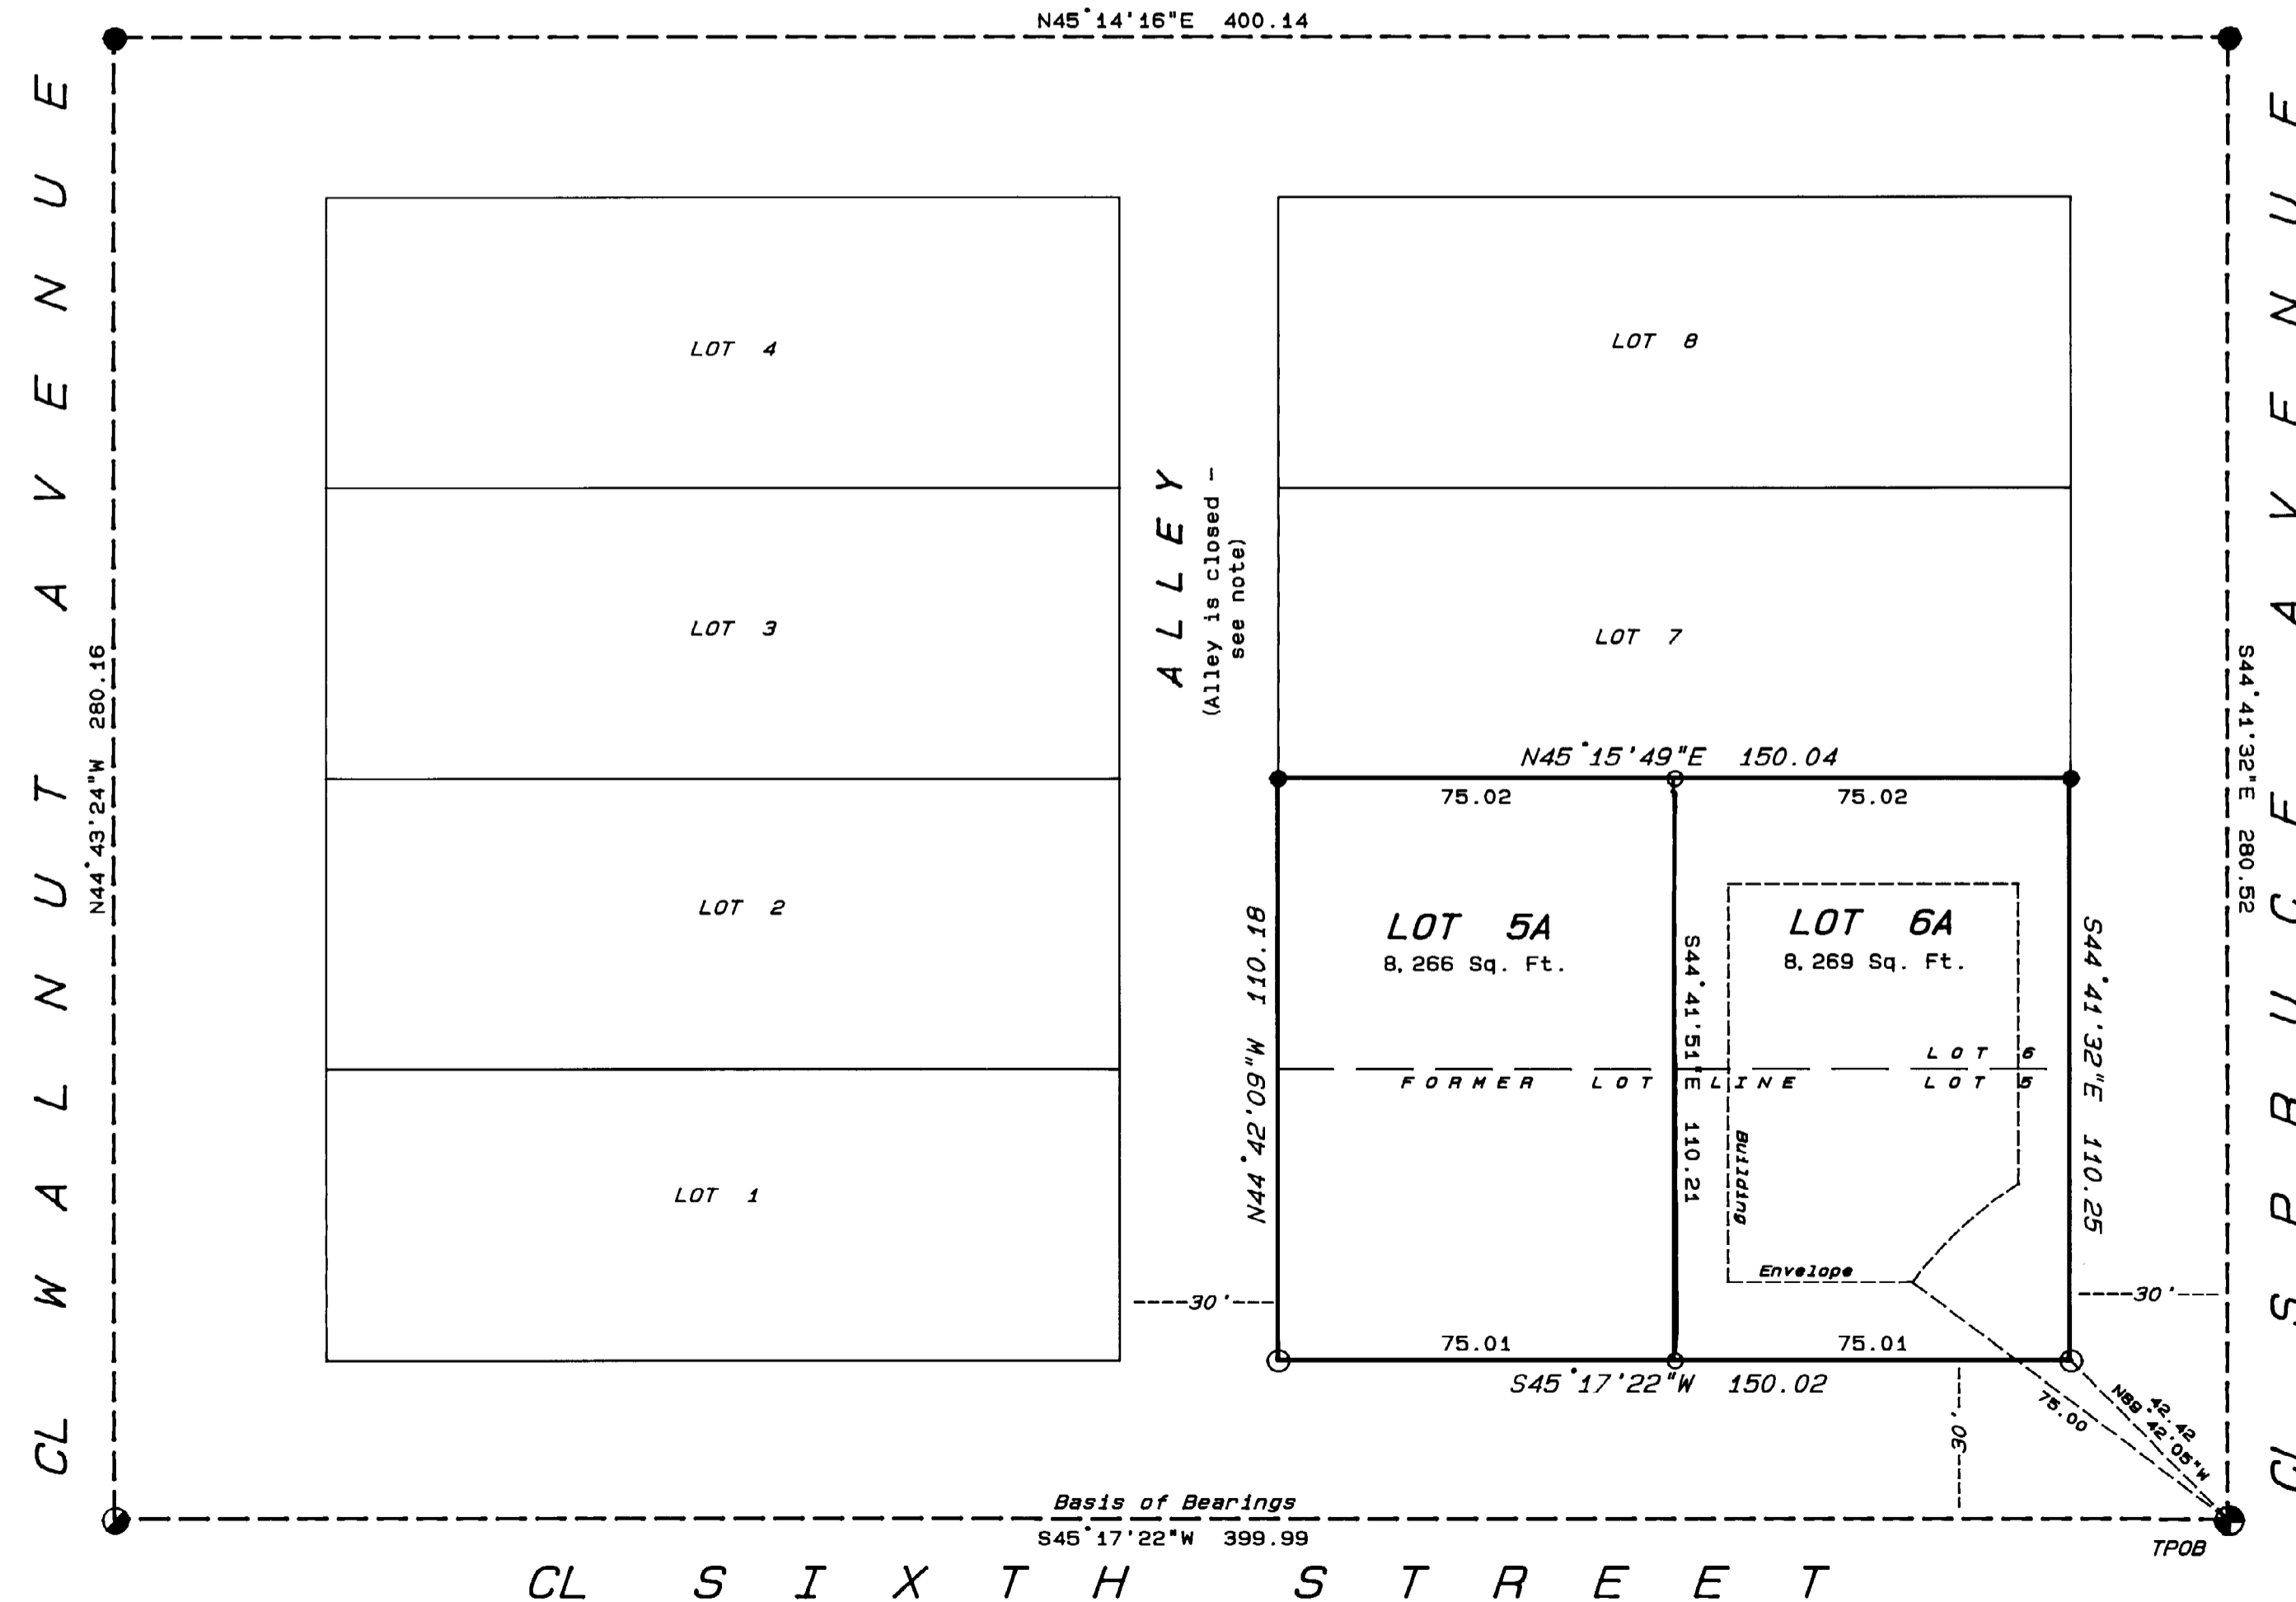 N45°14'16"E 400.14
CL WALNUT AVENUE
N44°43'24"W 280.16
LOT 4
LOT 3
LOT 2
LOT 1
ALLEY
(Alley is closed -
see note)
30'
LOT 8
LOT 7
N45°15'49"E 150.04
75.02
75.02
N44°42'09"W 110.18
LOT 5A
8,266 Sq. Ft.
S44°41'51"E 110.21
LOT 6A
8,269 Sq. Ft.
LOT 6
FORMER LOT LINE
LOT 5
Building
Envelope
S44°41'32"E 110.25
30'
75.01
75.01
S45°17'22"W 150.02
30'
42.42
N89°42'05"W
75.00
S44°41'32"E 280.52
CL SPRUCE AVENUE
Basis of Bearings
S45°17'22"W 399.99
TPOB
CL SIXTH STREET